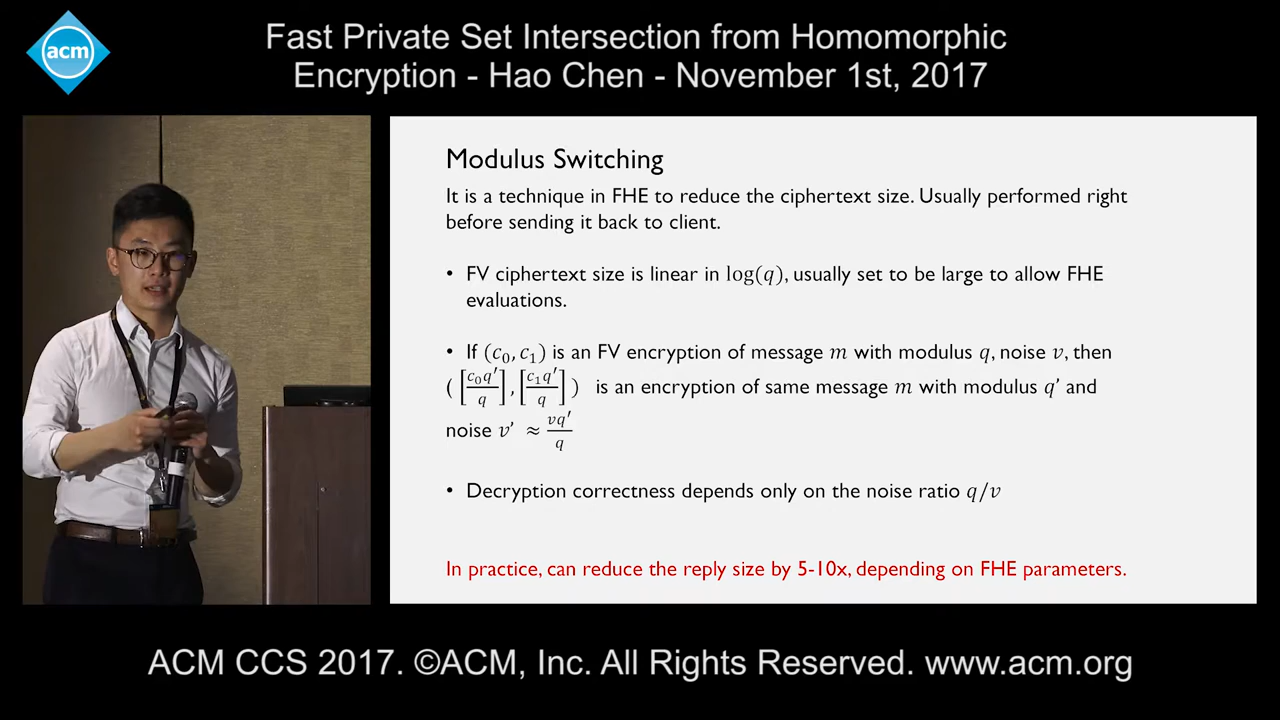 acm
Fast Private Set Intersection from Homomorphic
Encryption - Hao Chen - November 1st, 2017
Modulus Switching
It is a technique in FHE to reduce the ciphertext size. Usually performed right
before sending it back to client.
• FV ciphertext size is linear in log(q), usually set to be large to allow FHE
evaluations.
• If (c₀, c₁) is an FV encryption of message m with modulus q, noise v, then
([c₀q'/q], [c₁q'/q]) is an encryption of same message m with modulus q' and
noise v' ≈ vq'/q
• Decryption correctness depends only on the noise ratio q/v
In practice, can reduce the reply size by 5-10x, depending on FHE parameters.
ACM CCS 2017. ©ACM, Inc. All Rights Reserved. www.acm.org